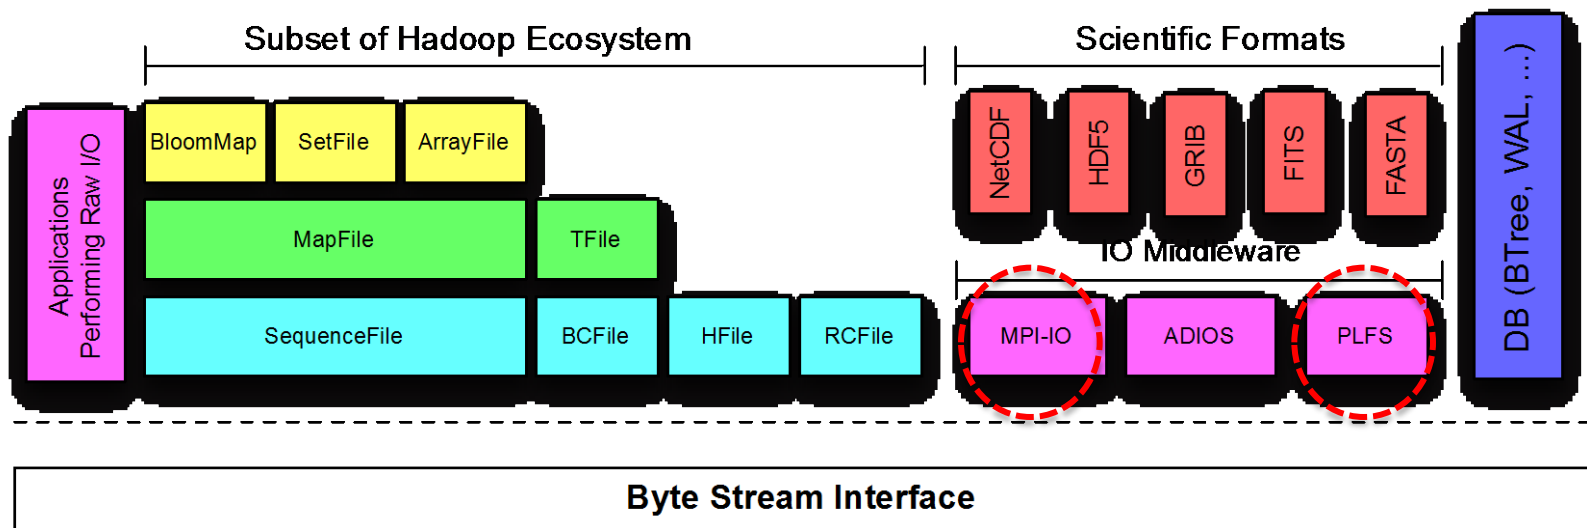 Subset of Hadoop Ecosystem
Scientific Formats
Applications
Performing Raw I/O
BloomMap
SetFile
ArrayFile
MapFile
TFile
SequenceFile
BCFile
HFile
RCFile
NetCDF
HDF5
GRIB
FITS
FASTA
IO Middleware
MPI-IO
ADIOS
PLFS
DB (BTree, WAL, ...)
Byte Stream Interface